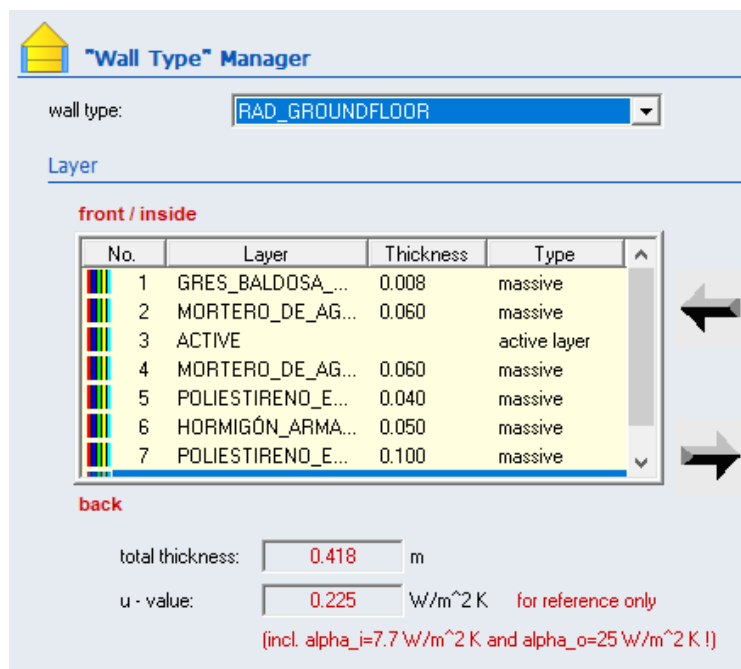 "Wall Type" Manager
wall type: RAD_GROUNDFLOOR
Layer
front / inside
No. Layer Thickness Type
1 GRES_BALDOSA_... 0.008 massive
2 MORTERO_DE_AG... 0.060 massive
3 ACTIVE active layer
4 MORTERO_DE_AG... 0.060 massive
5 POLIESTIRENO_E... 0.040 massive
6 HORMIGÓN_ARMA... 0.050 massive
7 POLIESTIRENO_E... 0.100 massive
back
total thickness: 0.418 m
u - value: 0.225 W/m^2 K for reference only
(incl. alpha_i=7.7 W/m^2 K and alpha_o=25 W/m^2 K !)